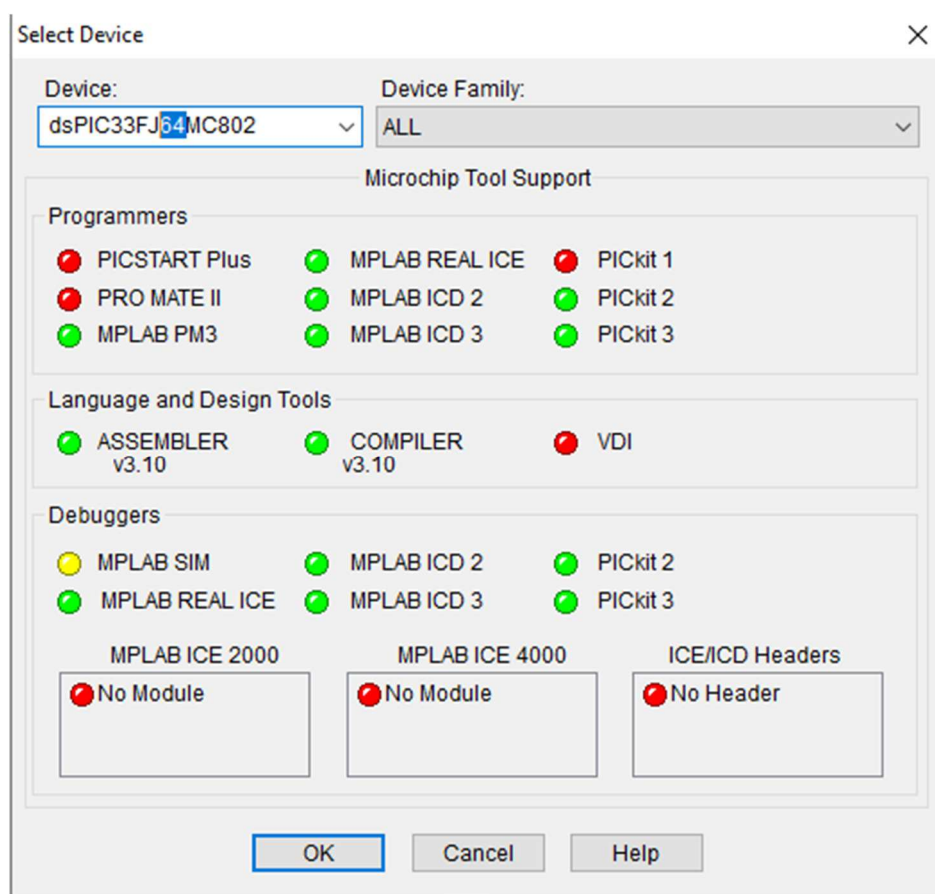 Select Device
Device: Device Family:
dsPIC33FJ64MC802 ALL
Microchip Tool Support
Programmers
PICSTART Plus MPLAB REAL ICE PICkit 1
PRO MATE II MPLAB ICD 2 PICkit 2
MPLAB PM3 MPLAB ICD 3 PICkit 3
Language and Design Tools
ASSEMBLER COMPILER VDI
v3.10 v3.10
Debuggers
MPLAB SIM MPLAB ICD 2 PICkit 2
MPLAB REAL ICE MPLAB ICD 3 PICkit 3
MPLAB ICE 2000 MPLAB ICE 4000 ICE/ICD Headers
No Module No Module No Header
OK Cancel Help